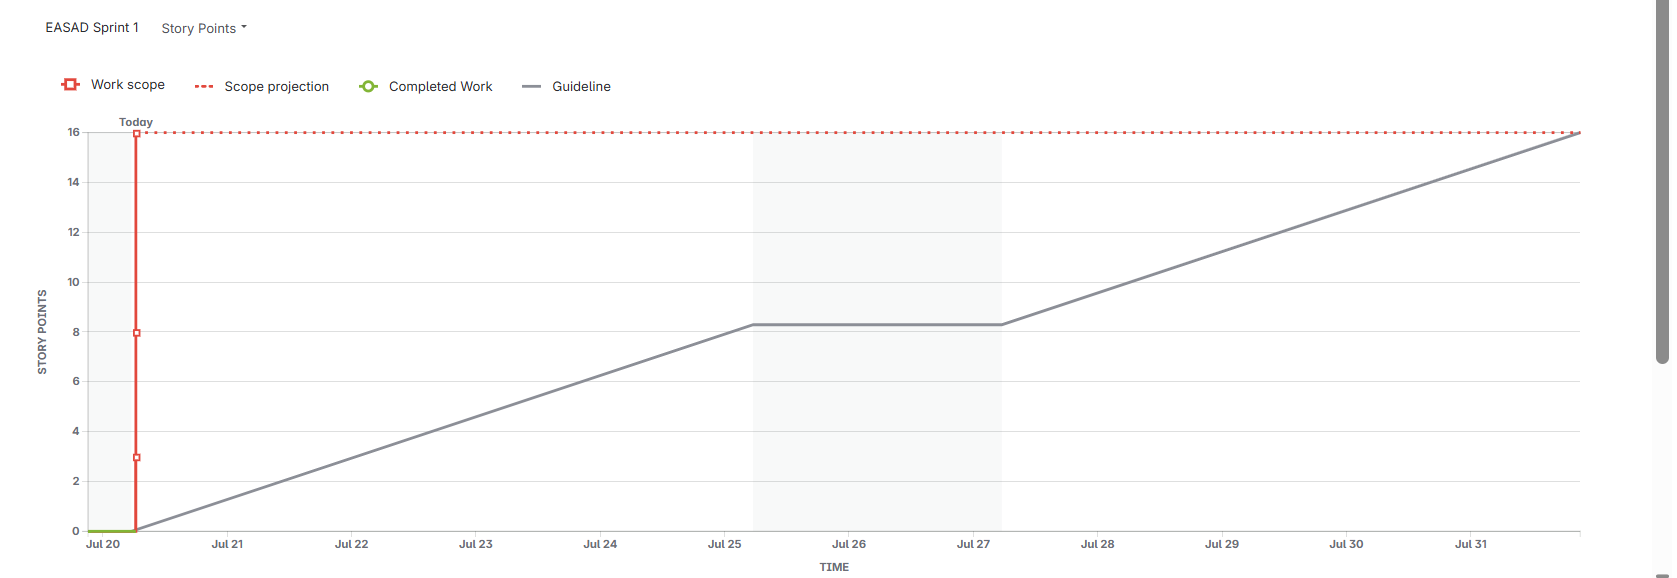 EASAD Sprint 1 Story Points
Work scope Scope projection Completed Work Guideline
Today
16
14
12
10
8
6
4
2
0
STORY POINTS
Jul 20 Jul 21 Jul 22 Jul 23 Jul 24 Jul 25 Jul 26 Jul 27 Jul 28 Jul 29 Jul 30 Jul 31
TIME